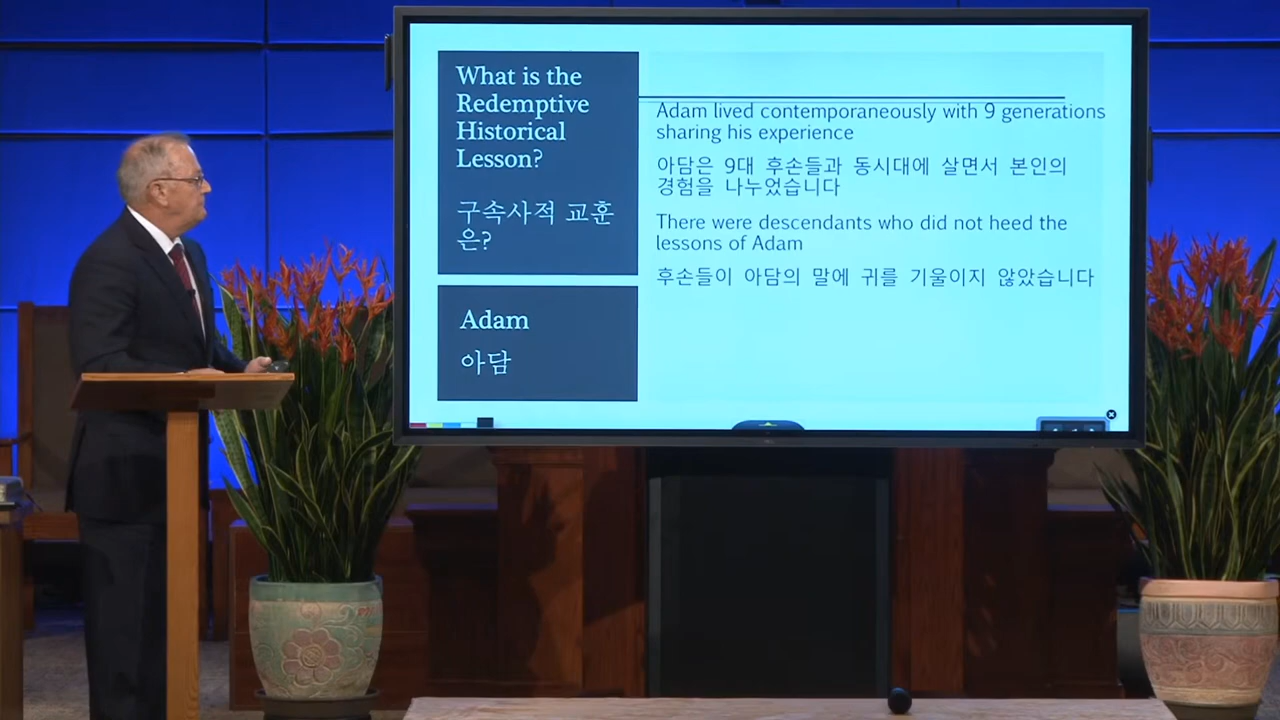 What is the
Redemptive
Historical
Lesson?
구속사적 교훈
은?
Adam
아담
Adam lived contemporaneously with 9 generations
sharing his experience
아담은 9대 후손들과 동시대에 살면서 본인의
경험을 나누었습니다
There were descendants who did not heed the
lessons of Adam
후손들이 아담의 말에 귀를 기울이지 않았습니다